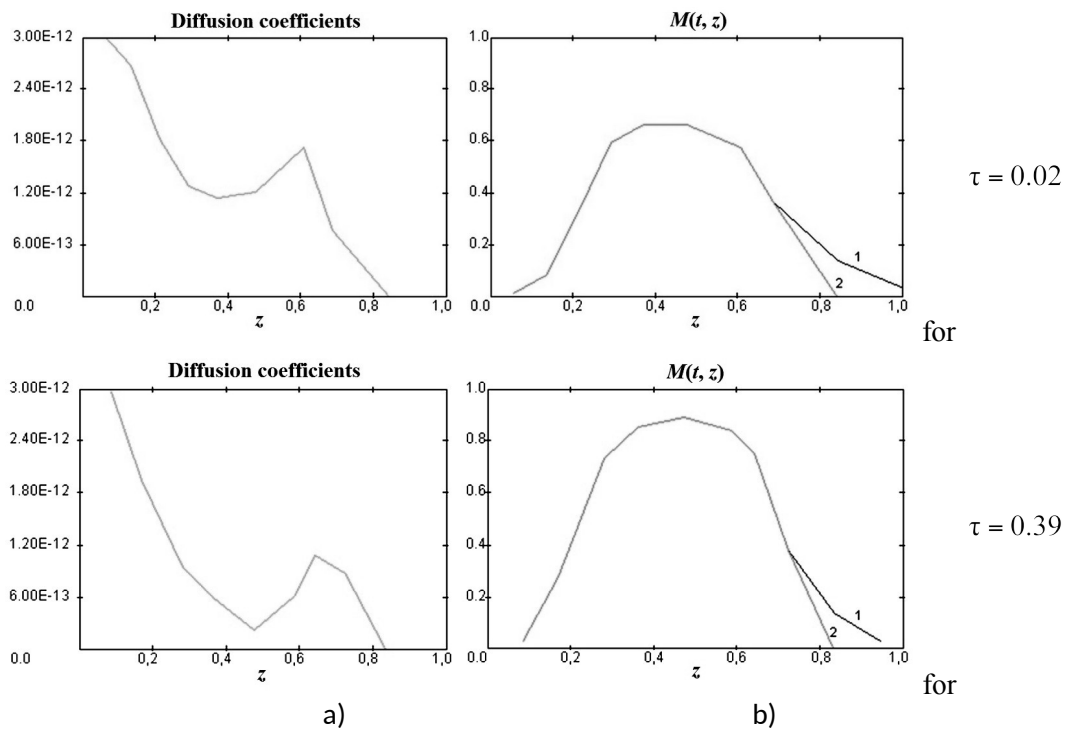 Diffusion coefficients
3.00E-12
2.40E-12
1.80E-12
1.20E-12
6.00E-13
0.0
0,2 0,4 0,6 0,8 1,0
z
M(t, z)
1.0
0.8
0.6
0.4
0.2
0.0
0,2 0,4 0,6 0,8 1,0
z
1
2
τ = 0.02
for
Diffusion coefficients
3.00E-12
2.40E-12
1.80E-12
1.20E-12
6.00E-13
0.0
0,2 0,4 0,6 0,8 1,0
z
M(t, z)
1.0
0.8
0.6
0.4
0.2
0.0
0,2 0,4 0,6 0,8 1,0
z
1
2
τ = 0.39
for
a) b)